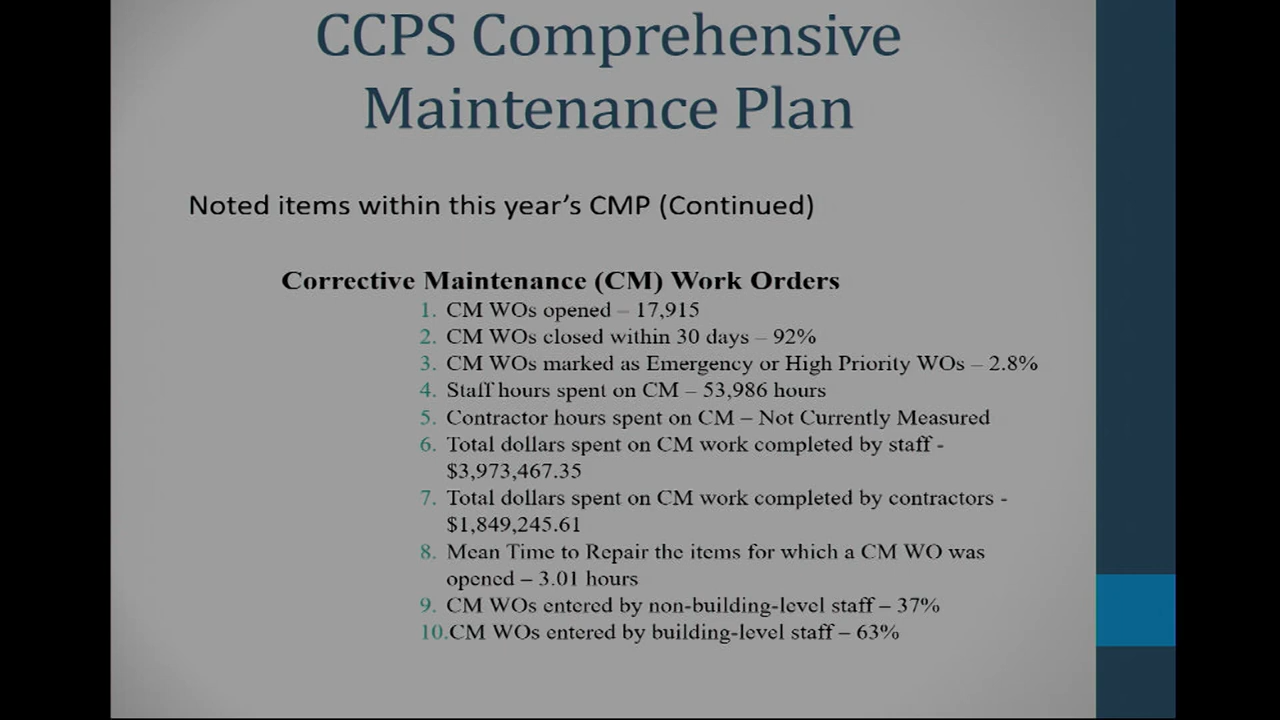 CCPS Comprehensive
Maintenance Plan
Noted items within this year's CMP (Continued)
Corrective Maintenance (CM) Work Orders
1. CM WOs opened – 17,915
2. CM WOs closed within 30 days – 92%
3. CM WOs marked as Emergency or High Priority WOs – 2.8%
4. Staff hours spent on CM – 53,986 hours
5. Contractor hours spent on CM – Not Currently Measured
6. Total dollars spent on CM work completed by staff -
$3,973,467.35
7. Total dollars spent on CM work completed by contractors -
$1,849,245.61
8. Mean Time to Repair the items for which a CM WO was
opened – 3.01 hours
9. CM WOs entered by non-building-level staff – 37%
10.CM WOs entered by building-level staff – 63%